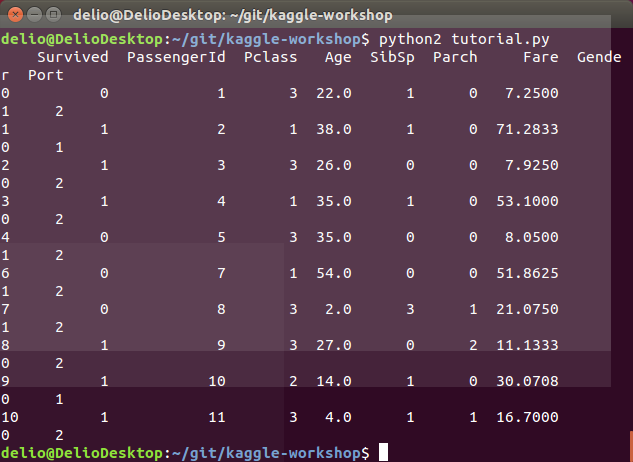 delio@DelioDesktop: ~/git/kaggle-workshop
delio@DelioDesktop:~/git/kaggle-workshop$ python2 tutorial.py
    Survived  PassengerId  Pclass   Age  SibSp  Parch     Fare  Gende
r  Port
0          0            1       3  22.0      1      0   7.2500
1     2
1          1            2       1  38.0      1      0  71.2833
0     1
2          1            3       3  26.0      0      0   7.9250
0     2
3          1            4       1  35.0      1      0  53.1000
0     2
4          0            5       3  35.0      0      0   8.0500
1     2
6          0            7       1  54.0      0      0  51.8625
1     2
7          0            8       3   2.0      3      1  21.0750
1     2
8          1            9       3  27.0      0      2  11.1333
0     2
9          1           10       2  14.0      1      0  30.0708
0     1
10         1           11       3   4.0      1      1  16.7000
0     2
delio@DelioDesktop:~/git/kaggle-workshop$